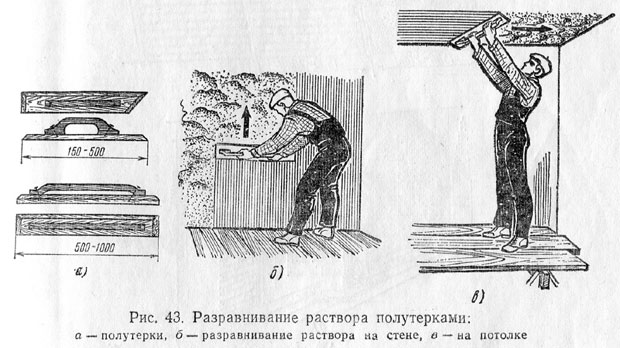 150-500
500-1000
а)
б)
в)
Рис. 43. Разравнивание раствора полутерками:
а — полутерки, б — разравнивание раствора на стене, в — на потолке